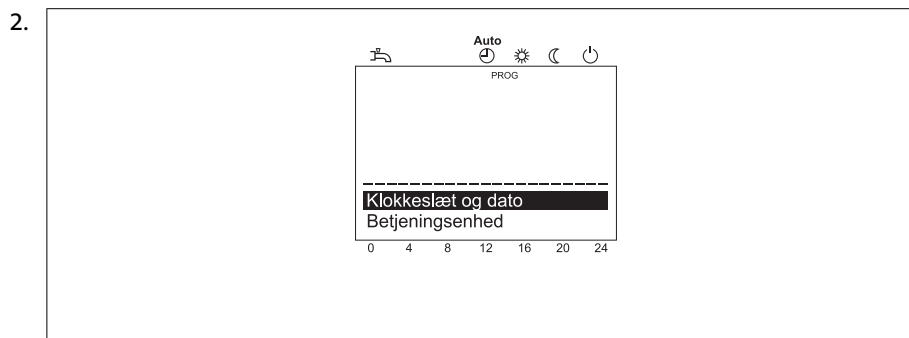 2.
Auto
PROG
Klokkeslæt og dato
Betjeningsenhed
0 4 8 12 16 20 24